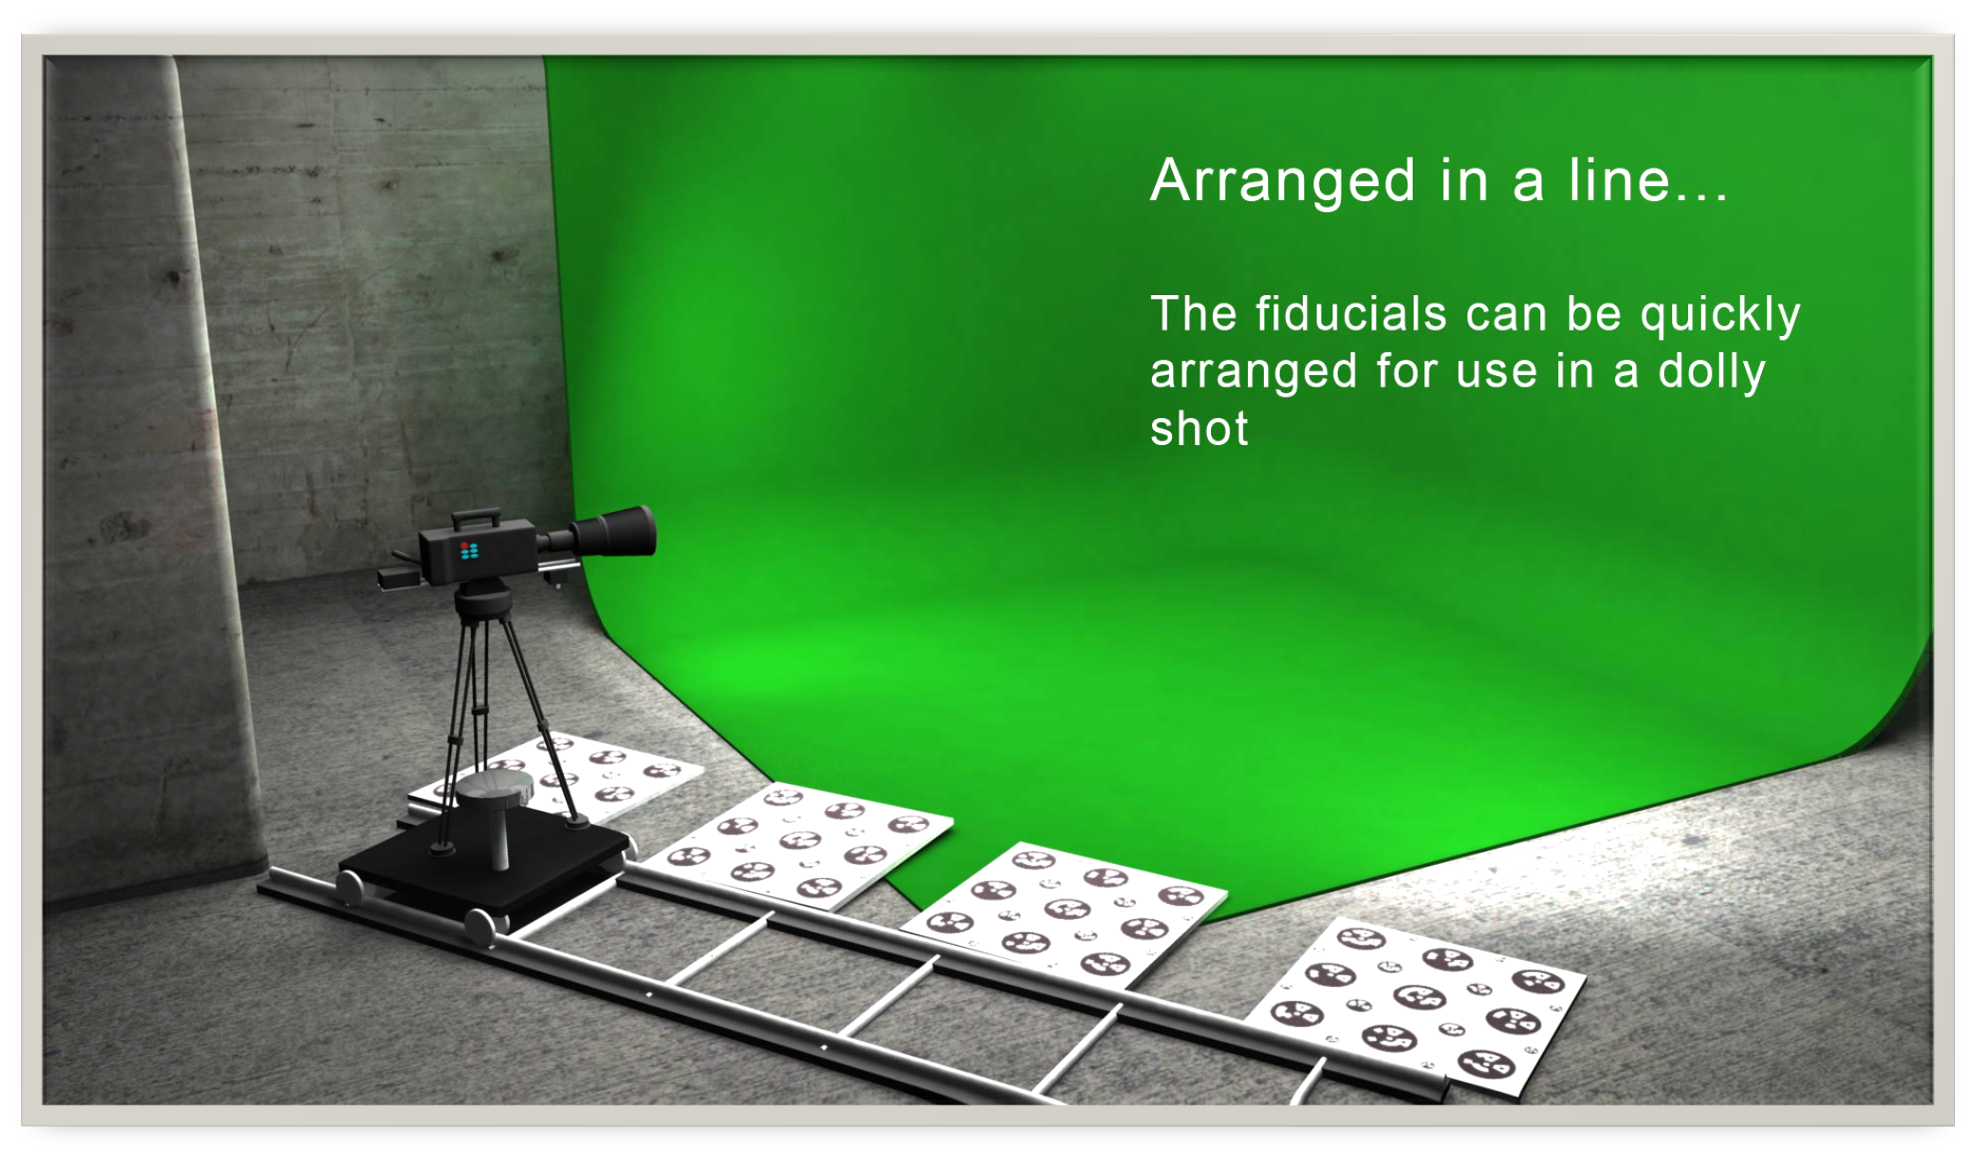 Arranged in a line...
The fiducials can be quickly
arranged for use in a dolly
shot